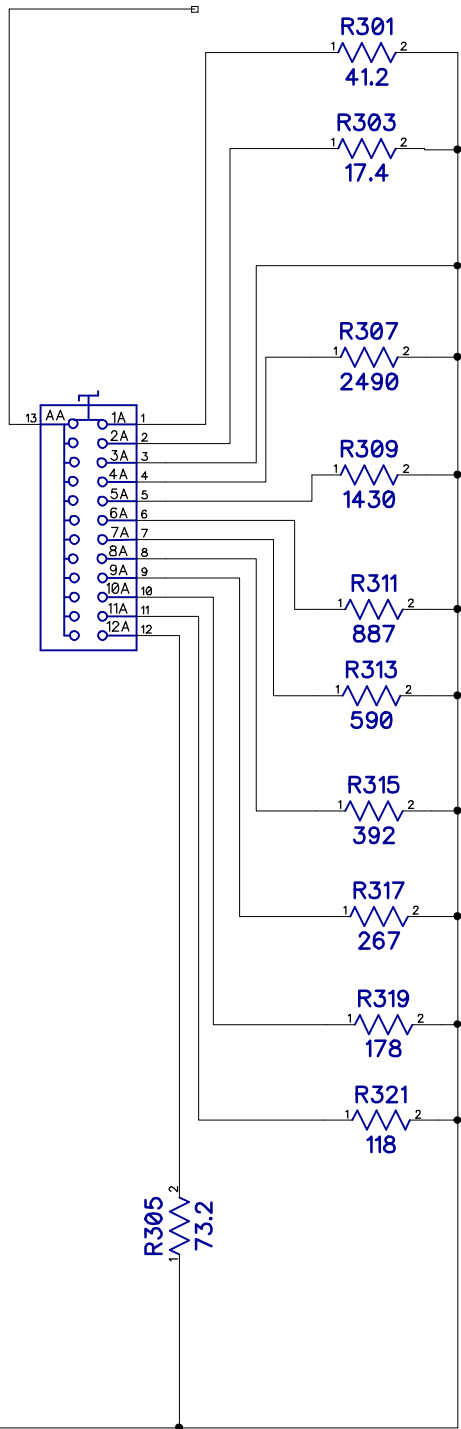 R301
1 2
41.2
R303
1 2
17.4
R307
1 2
2490
R309
1 2
1430
R311
1 2
887
R313
1 2
590
R315
1 2
392
R317
1 2
267
R319
1 2
178
R321
1 2
118
13 AA 1A 1
2A 2
3A 3
4A 4
5A 5
6A 6
7A 7
8A 8
9A 9
10A 10
11A 11
12A 12
R305
1 2
73.2